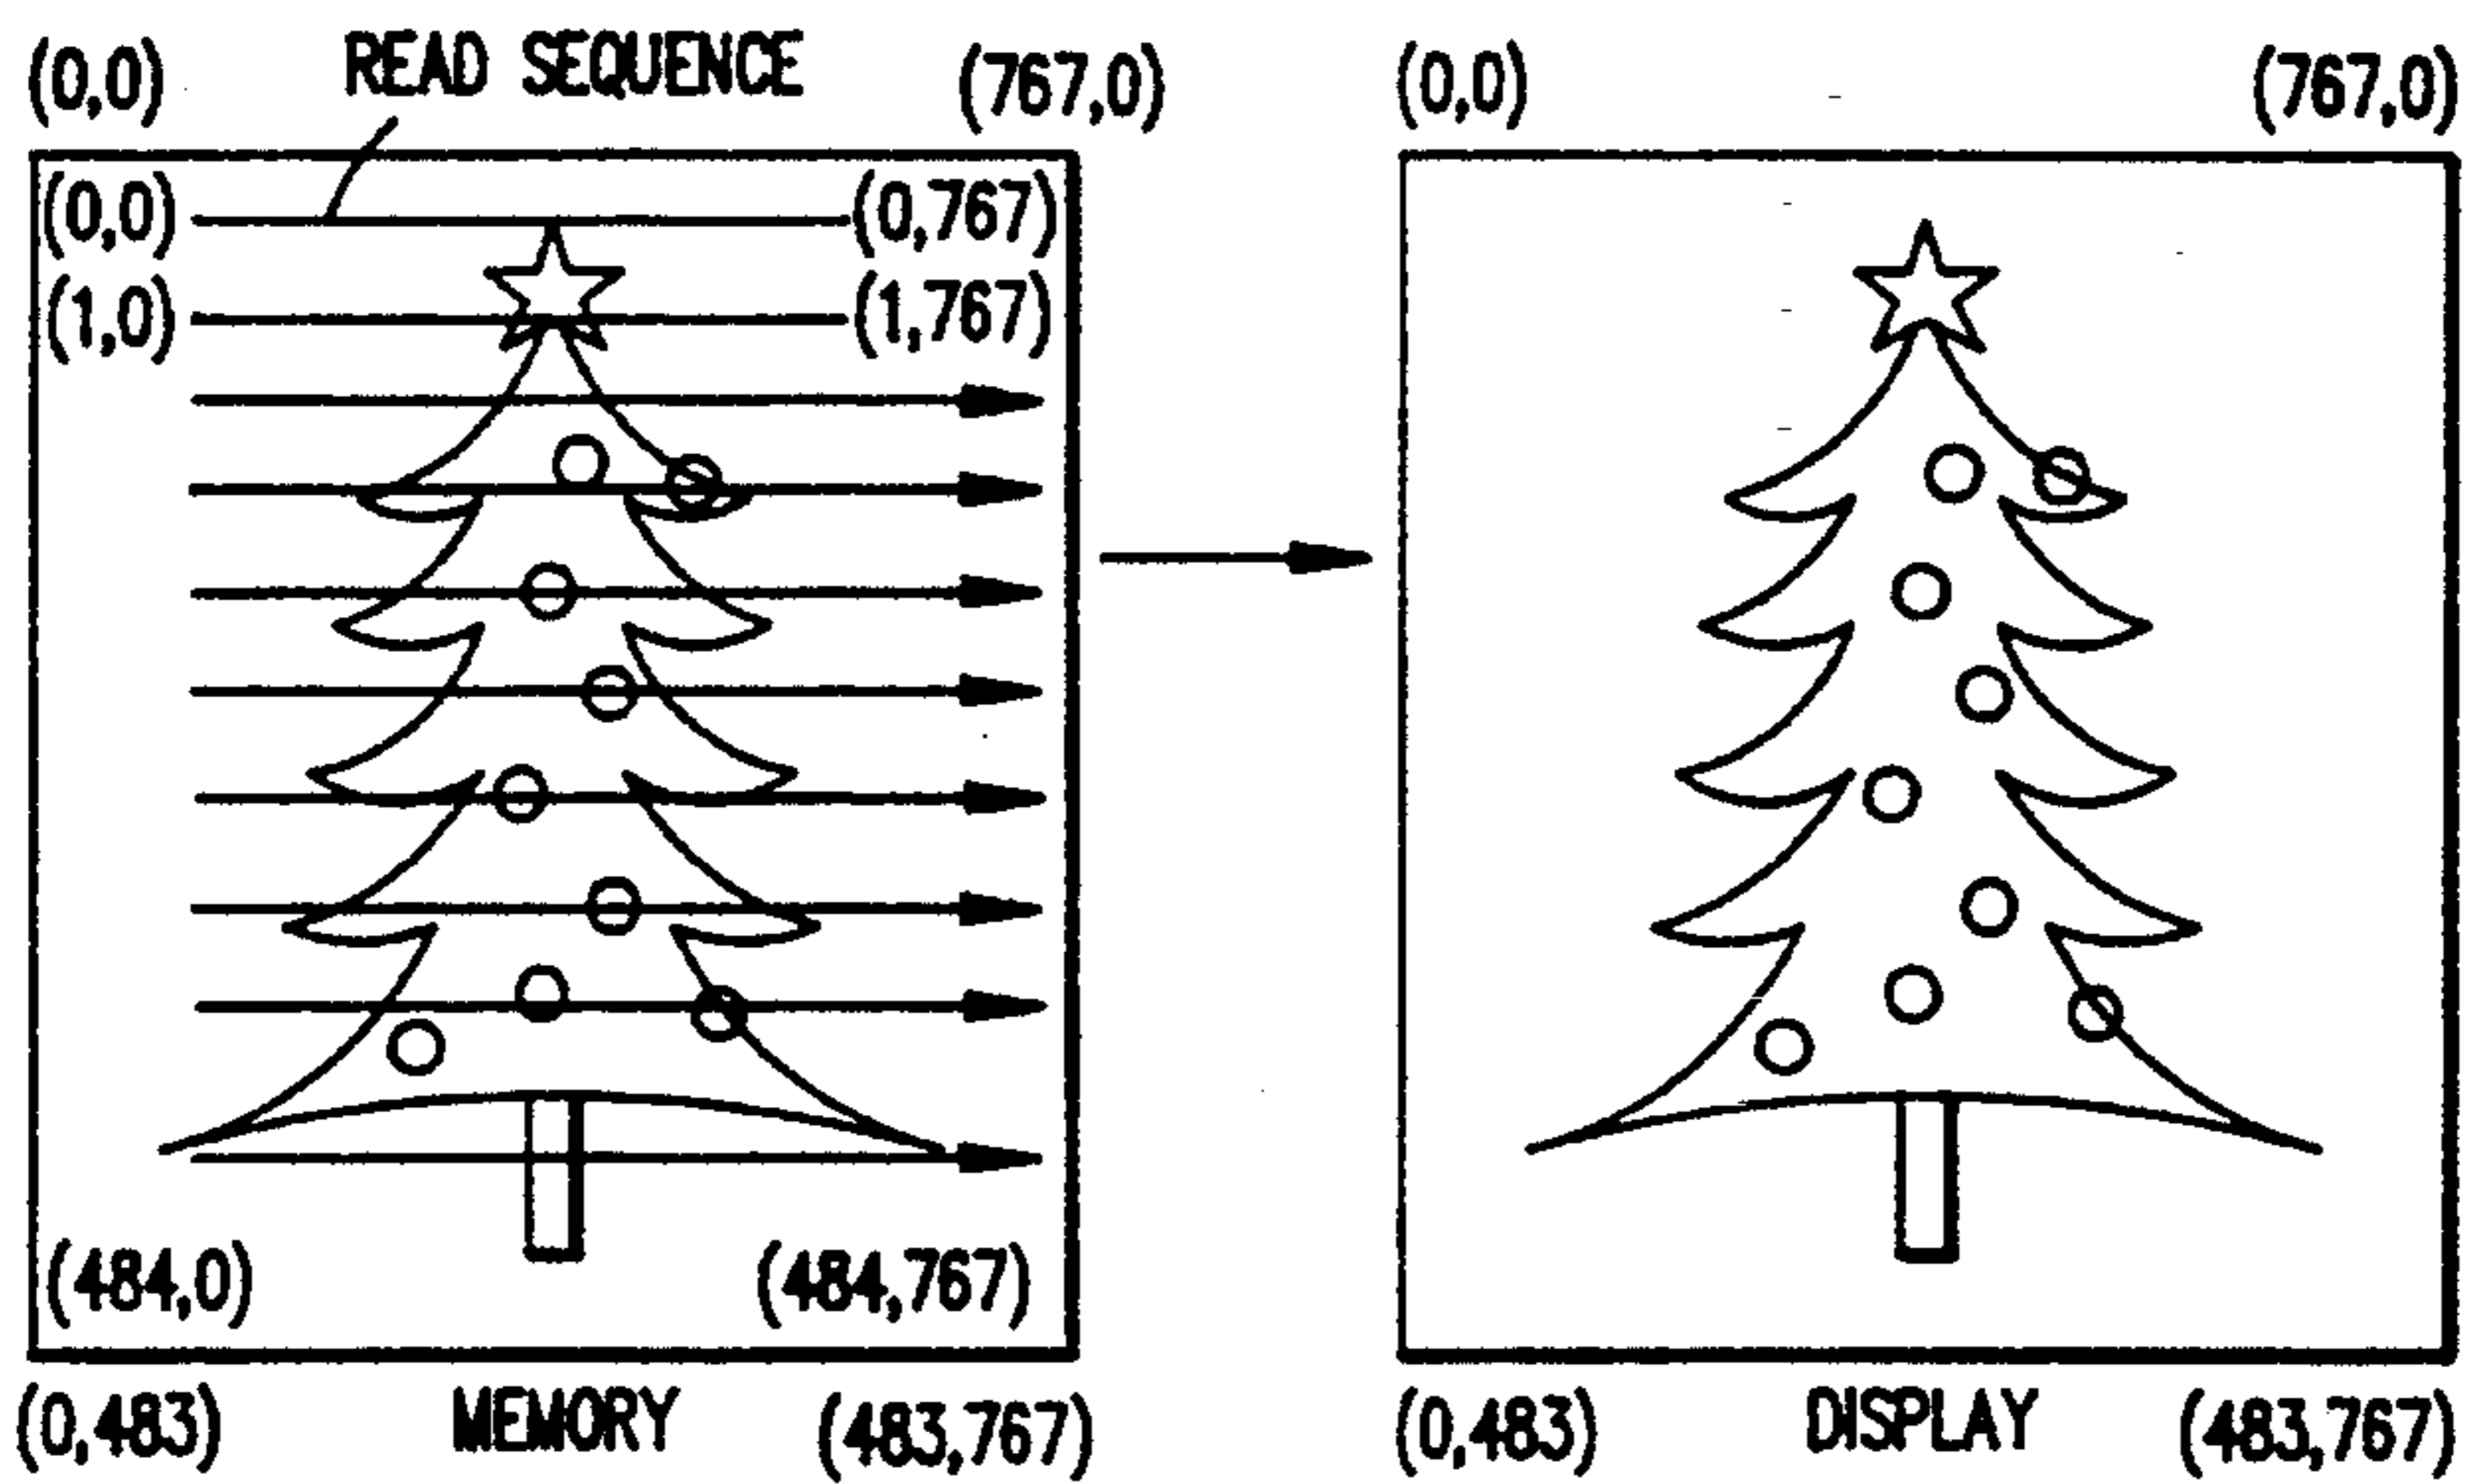 (0,0) READ SEQUENCE (767,0) (0,0) (767,0)
(0,0) (0,767)
(1,0) (1,767)
(484,0) (484,767)
(0,483) MEMORY (483,767) (0,483) DISPLAY (483,767)